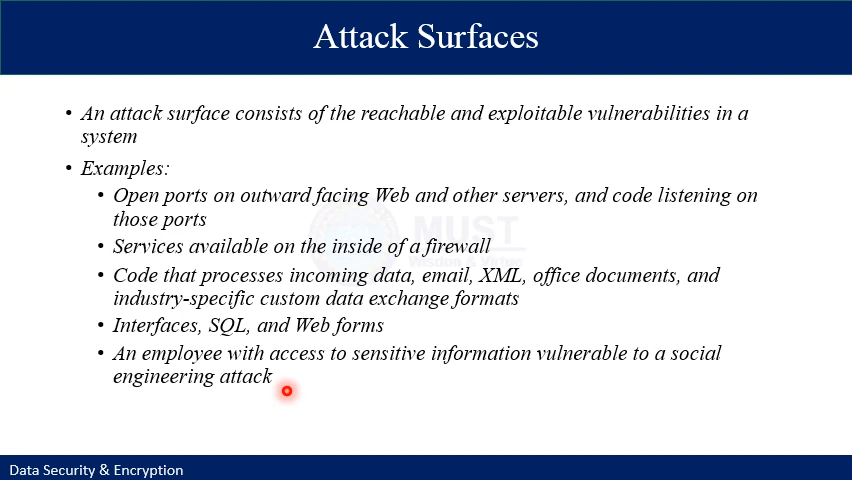 Attack Surfaces
• An attack surface consists of the reachable and exploitable vulnerabilities in a
system
• Examples:
• Open ports on outward facing Web and other servers, and code listening on
those ports
• Services available on the inside of a firewall
• Code that processes incoming data, email, XML, office documents, and
industry-specific custom data exchange formats
• Interfaces, SQL, and Web forms
• An employee with access to sensitive information vulnerable to a social
engineering attack
MUST
Wisdom & Virtue
Data Security & Encryption